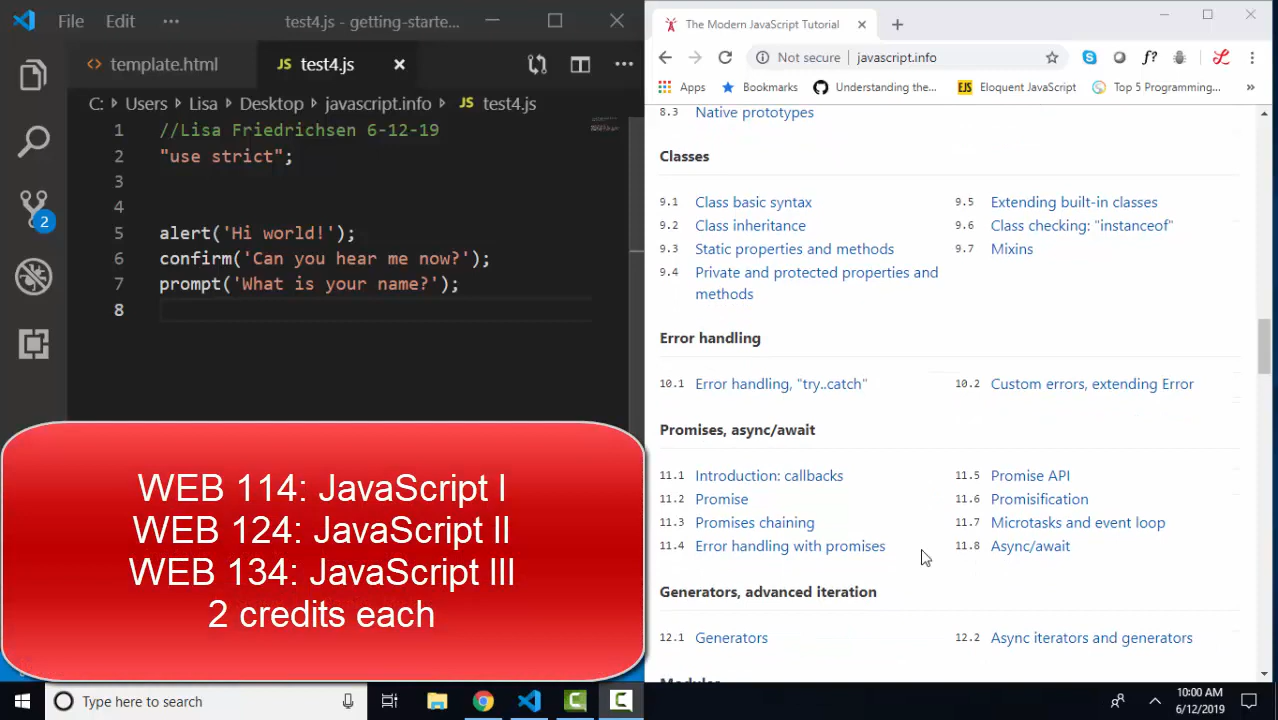 File Edit ··· test4.js - getting-starte...
template.html
JS test4.js
C: Users Lisa Desktop javascript.info JS test4.js
1 //Lisa Friedrichsen 6-12-19
2 "use strict";
3
4
5 alert('Hi world!');
6 confirm('Can you hear me now?');
7 prompt('What is your name?');
8
2
WEB 114: JavaScript I
WEB 124: JavaScript II
WEB 134: JavaScript III
2 credits each
The Modern JavaScript Tutorial
Not secure javascript.info f?
Apps Bookmarks Understanding the... EJS Eloquent JavaScript Top 5 Programming... »
8.3 Native prototypes
Classes
9.1 Class basic syntax
9.2 Class inheritance
9.3 Static properties and methods
9.4 Private and protected properties and
methods
9.5 Extending built-in classes
9.6 Class checking: "instanceof"
9.7 Mixins
Error handling
10.1 Error handling, "try..catch"
10.2 Custom errors, extending Error
Promises, async/await
11.1 Introduction: callbacks
11.2 Promise
11.3 Promises chaining
11.4 Error handling with promises
11.5 Promise API
11.6 Promisification
11.7 Microtasks and event loop
11.8 Async/await
Generators, advanced iteration
12.1 Generators
12.2 Async iterators and generators
Type here to search
10:00 AM
6/12/2019